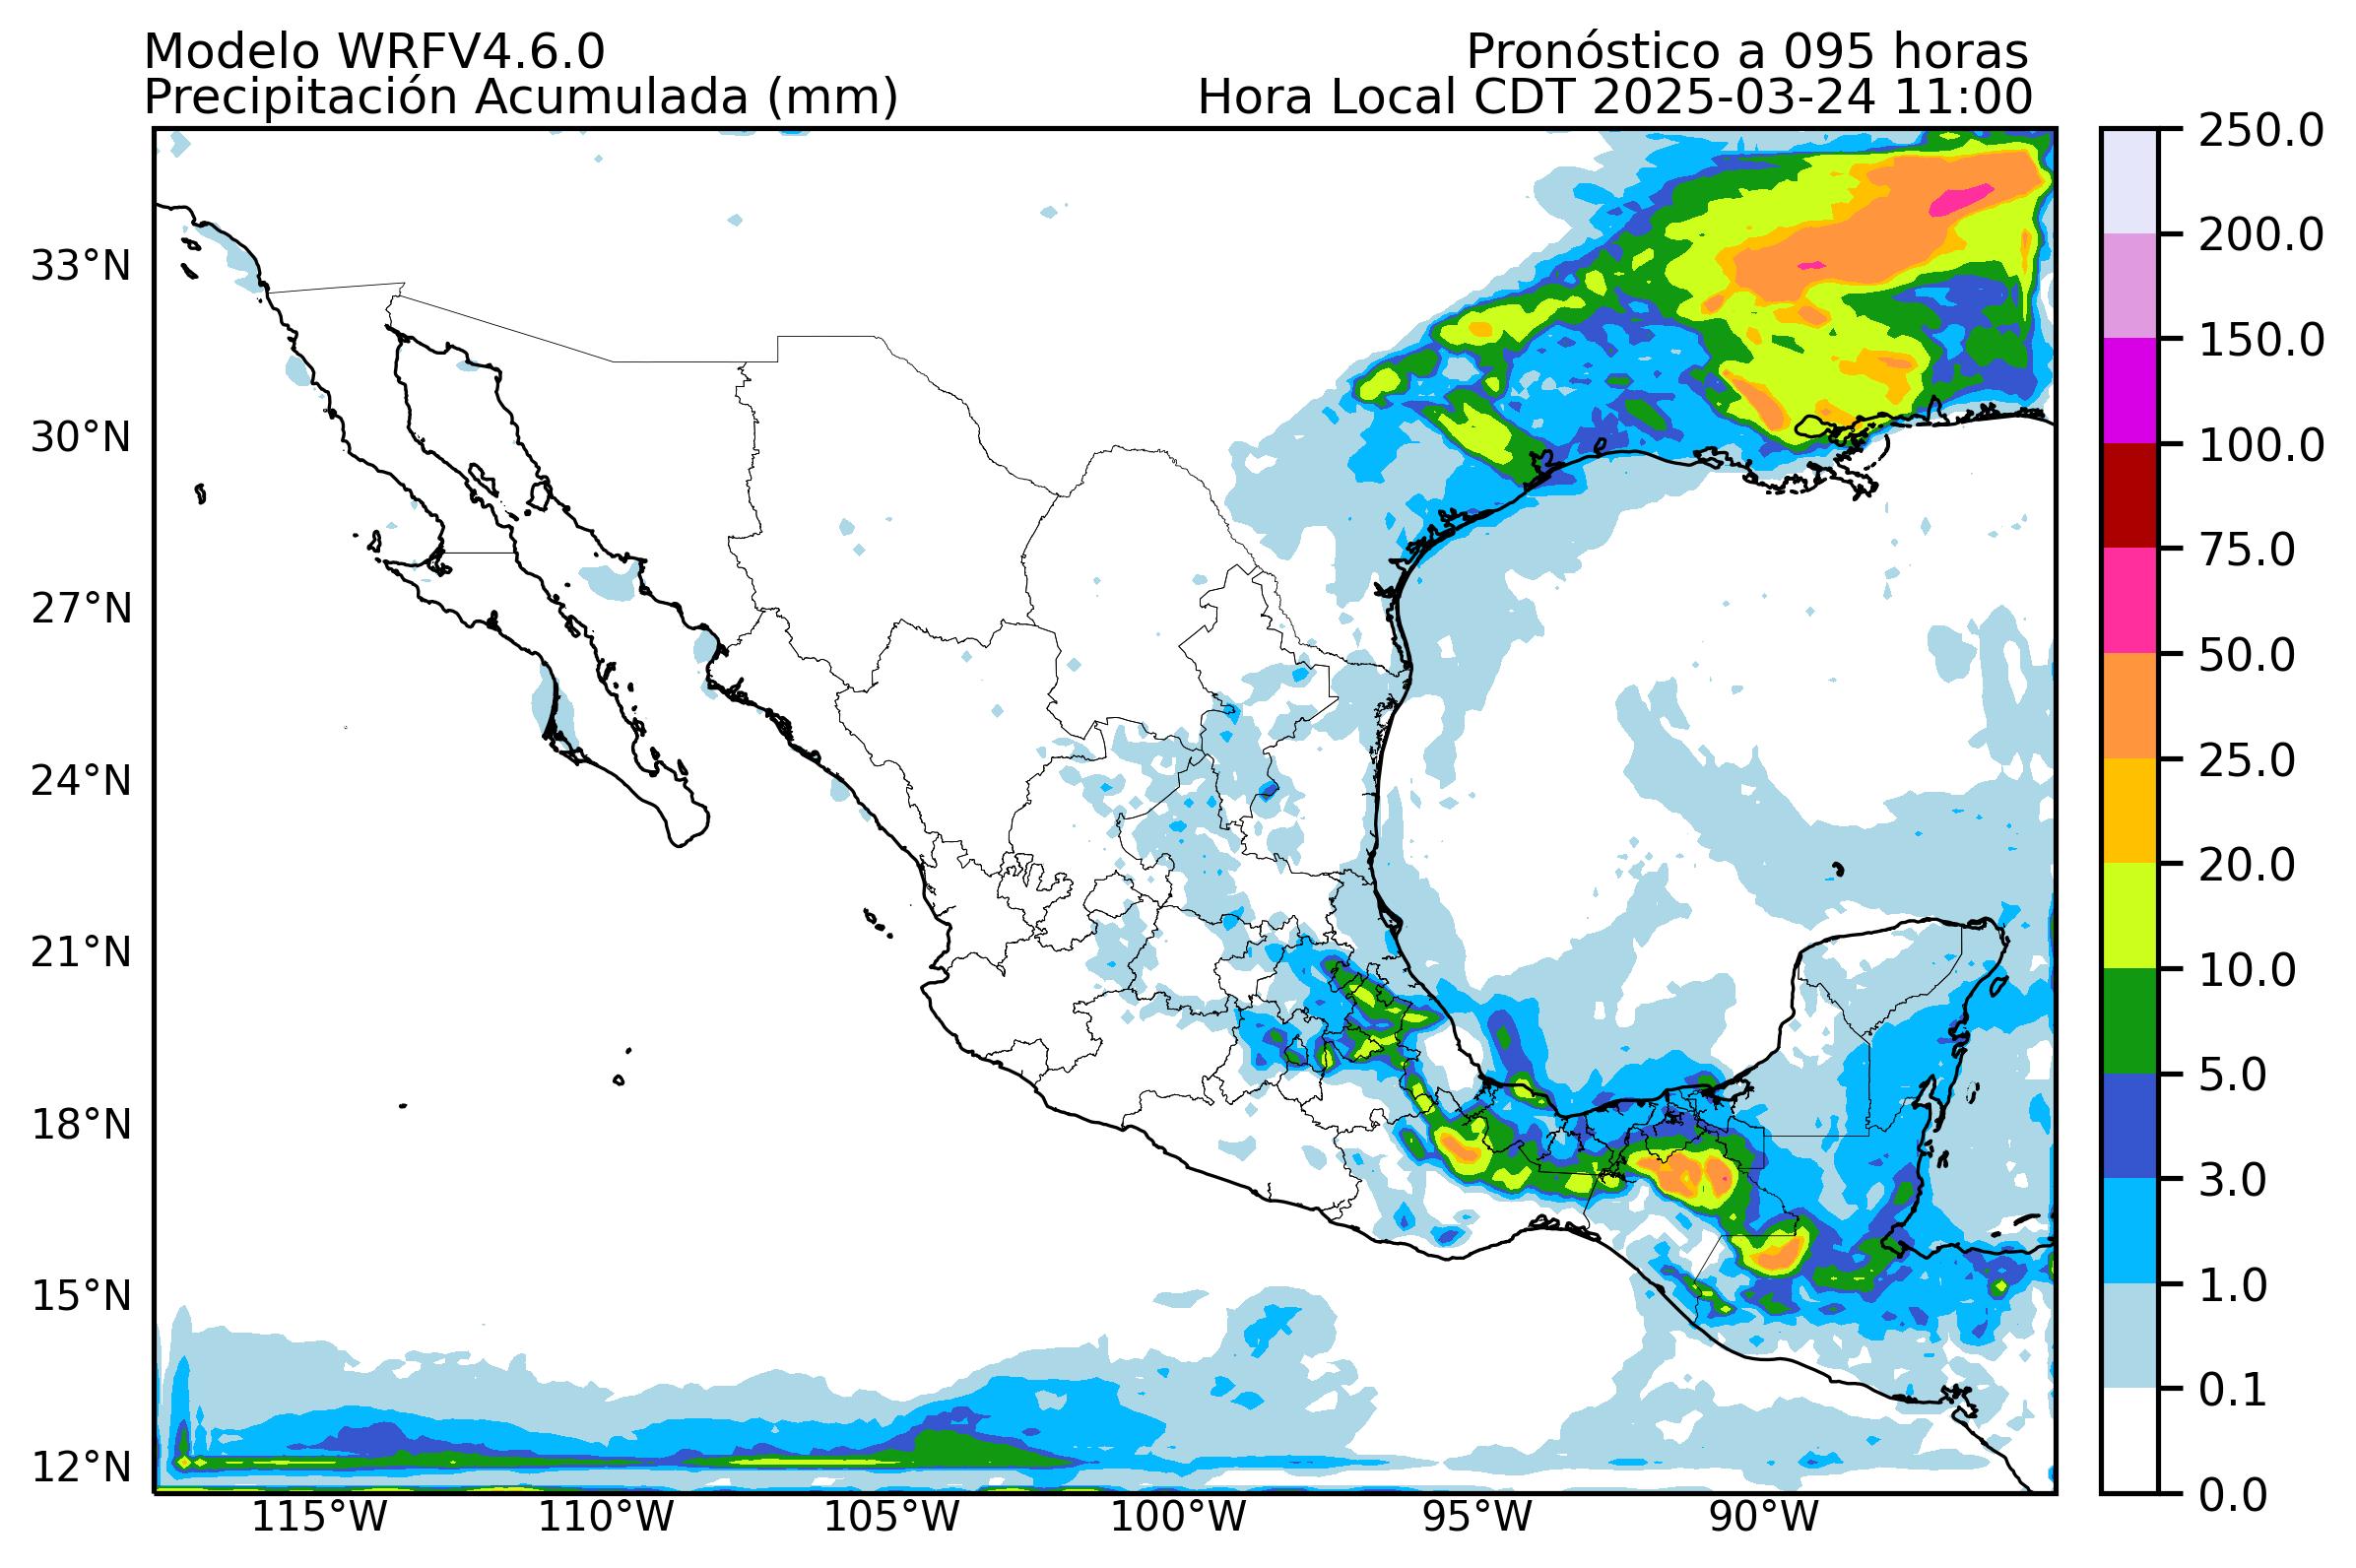 Modelo WRFV4.6.0
Pronóstico a 095 horas
Precipitación Acumulada (mm)
Hora Local CDT 2025-03-24 11:00
33°N
30°N
27°N
24°N
21°N
18°N
15°N
12°N
115°W
110°W
105°W
100°W
95°W
90°W
250.0
200.0
150.0
100.0
75.0
50.0
25.0
20.0
10.0
5.0
3.0
1.0
0.1
0.0